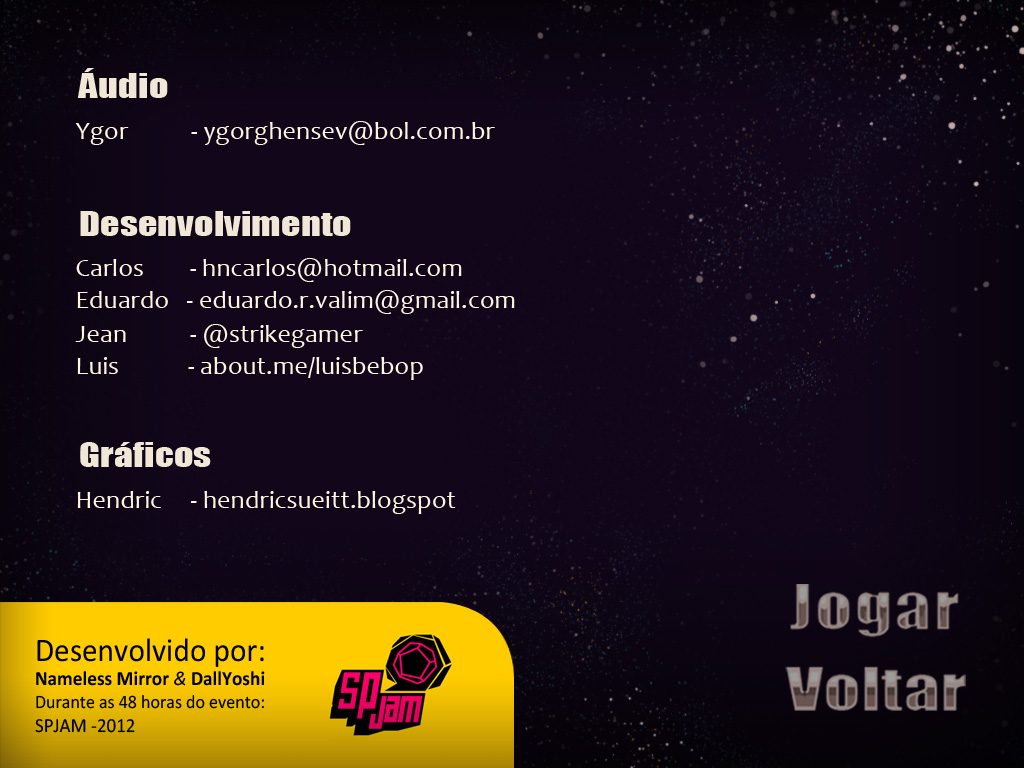 Áudio
Ygor - ygorghensev@bol.com.br
Desenvolvimento
Carlos - hncarlos@hotmail.com
Eduardo - eduardo.r.valim@gmail.com
Jean - @strikegamer
Luis - about.me/luisbebop
Gráficos
Hendric - hendricsueitt.blogspot
Jogar
Voltar
Desenvolvido por:
Nameless Mirror & DallYoshi
Durante as 48 horas do evento:
SPJAM -2012
SP
Jam